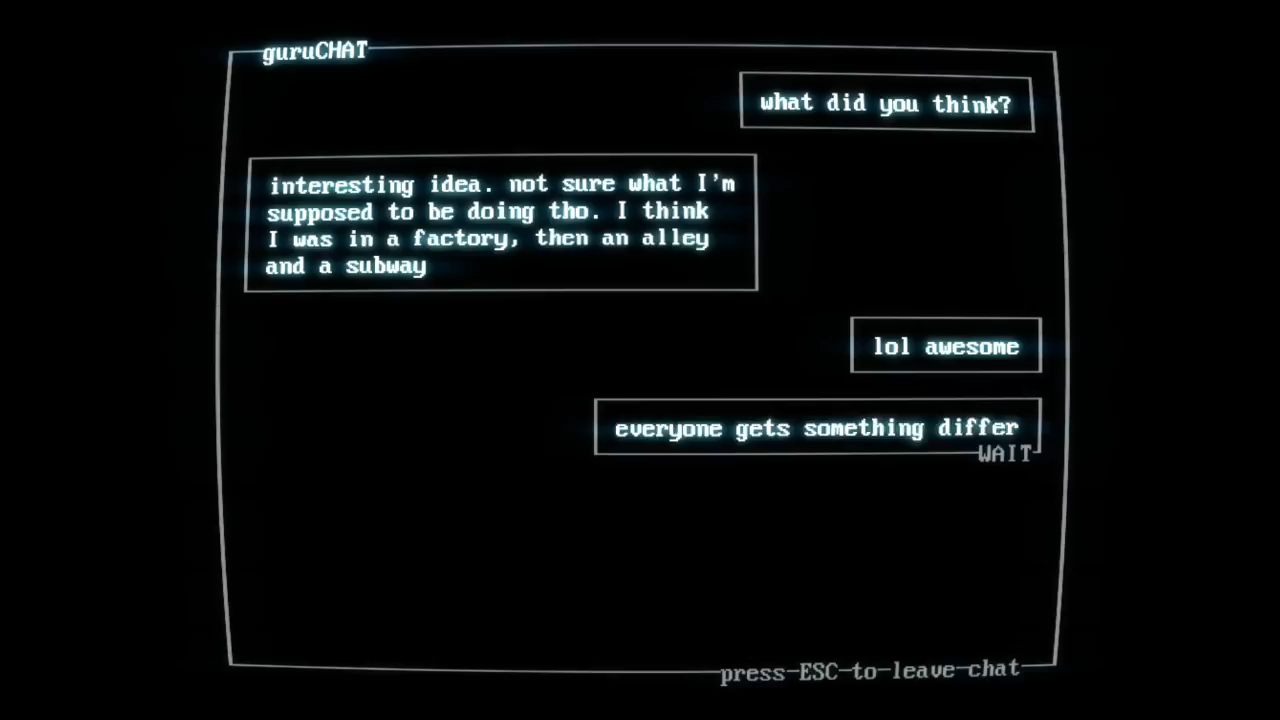 guruCHAT
what did you think?
interesting idea. not sure what I'm
supposed to be doing tho. I think
I was in a factory, then an alley
and a subway
lol awesome
everyone gets something differ
WAIT
press-ESC-to-leave-chat